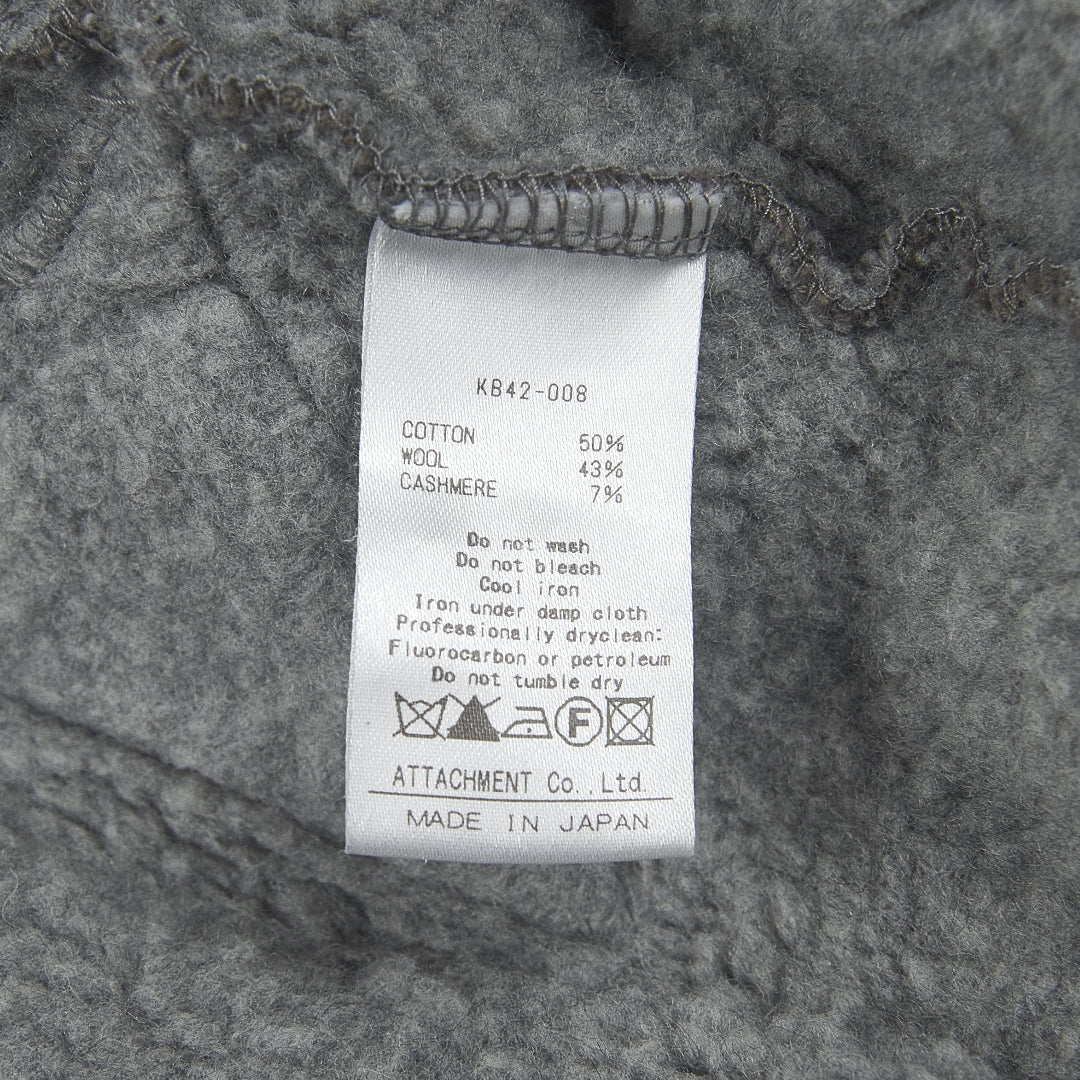 KB42-008
COTTON 50%
WOOL 43%
CASHMERE 7%
Do not wash
Do not bleach
Cool iron
Iron under damp cloth
Professionally dryclean:
Fluorocarbon or petroleum
Do not tumble dry
F
ATTACHMENT Co.,Ltd.
MADE IN JAPAN